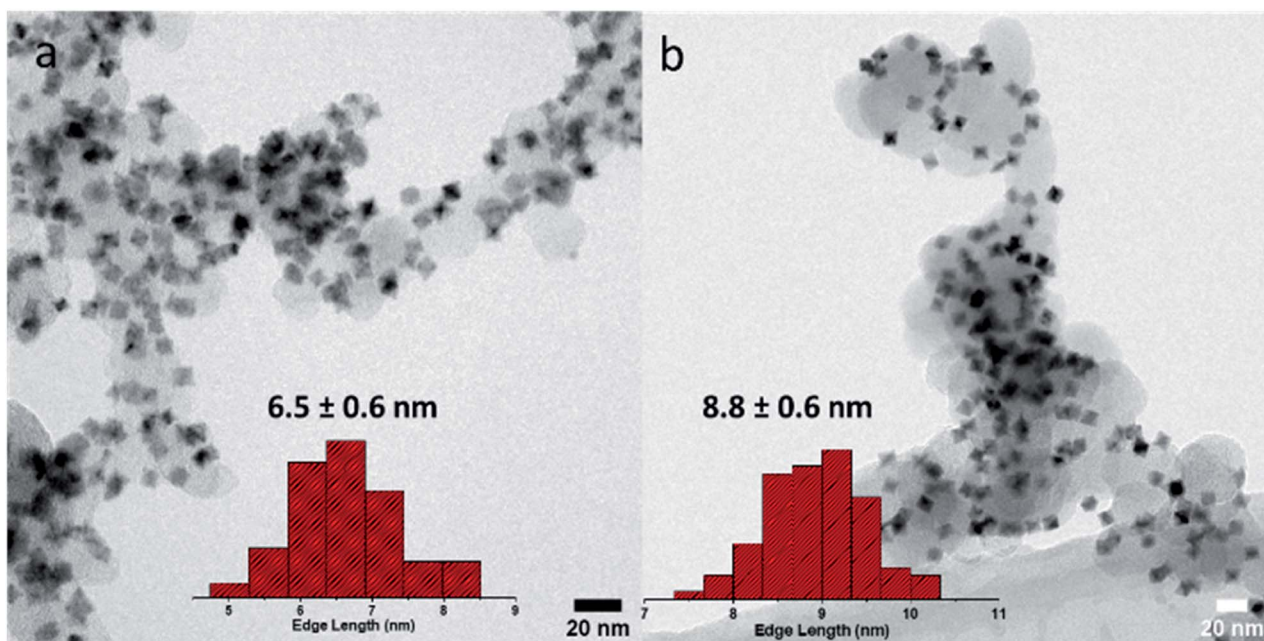 a
b
6.5 ± 0.6 nm
8.8 ± 0.6 nm
5 6 7 8 9
Edge Length (nm)
20 nm
7 8 9 10 11
Edge Length (nm)
20 nm